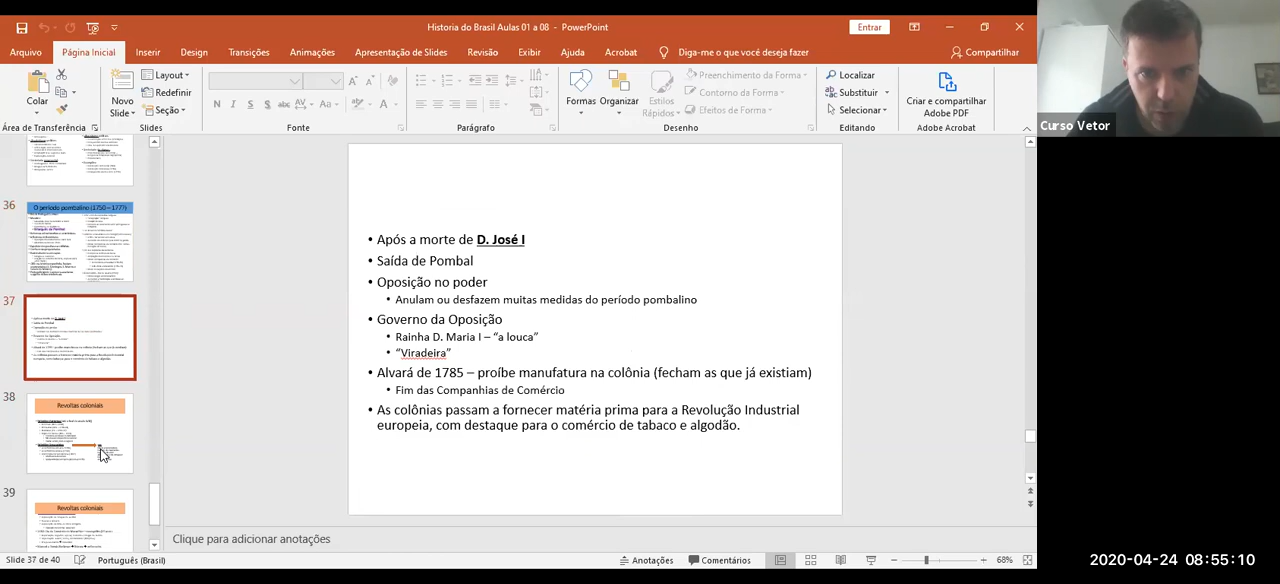 Historia do Brasil Aulas 01 a 08 - PowerPoint
Entrar
Arquivo
Página Inicial
Inserir
Design
Transições
Animações
Apresentação de Slides
Revisão
Exibir
Ajuda
Acrobat
Diga-me o que você deseja fazer
Compartilhar
Colar
Novo
Slide
Layout
Redefinir
Seção
N I S S abc AV Aa
Formas
Organizar
Estilos
Rápidos
Preenchimento da Forma
Contorno da Forma
Efeitos de Forma
Localizar
Substituir
Selecionar
Criar e compartilhar
Adobe PDF
Área de Transferência
Slides
Fonte
Parágrafo
Desenho
Editando
Adobe Acrobat
Curso Vetor
36
O período pombalino (1750 – 1777)
37
38
Revoltas coloniais
39
Revoltas coloniais
• Após a morte de D. José I
• Saída de Pombal
• Oposição no poder
• Anulam ou desfazem muitas medidas do período pombalino
• Governo da Oposição
• Rainha D. Maria I – “a louca”
• “Viradeira”
• Alvará de 1785 – proíbe manufatura na colônia (fecham as que já existiam)
• Fim das Companhias de Comércio
• As colônias passam a fornecer matéria prima para a Revolução Industrial
europeia, com destaque para o comércio de tabaco e algodão.
Clique para adicionar anotações
Slide 37 de 40
Português (Brasil)
Anotações
Comentários
68%
2020-04-24 08:55:10